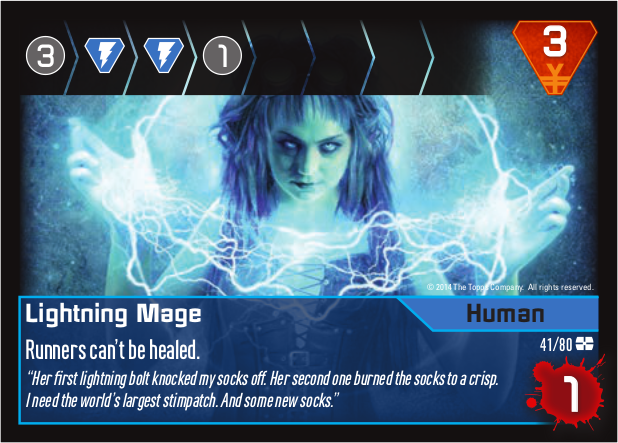 3 1 3
¥
© 2014 The Topps Company. All rights reserved.
Lightning Mage Human
Runners can't be healed. 41/80
"Her first lightning bolt knocked my socks off. Her second one burned the socks to a crisp.
I need the world's largest stimpatch. And some new socks."
1